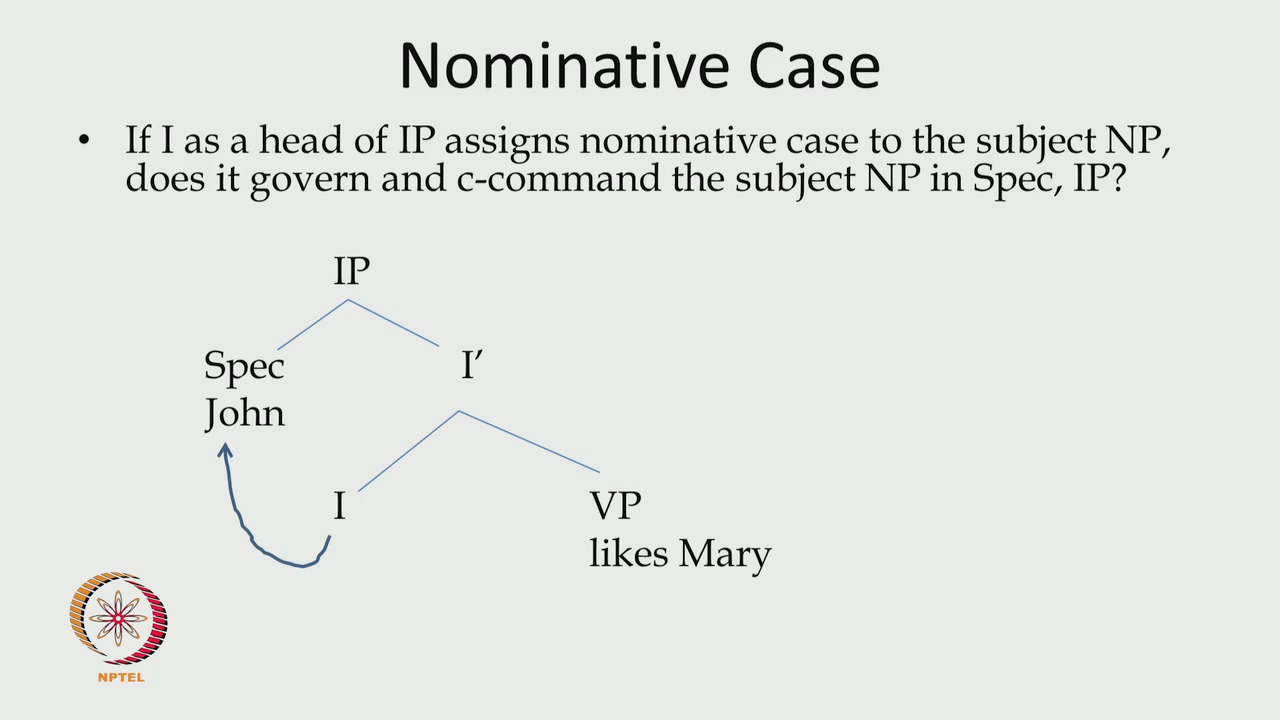 Nominative Case
• If I as a head of IP assigns nominative case to the subject NP,
does it govern and c-command the subject NP in Spec, IP?
IP
Spec I’
John
I VP
likes Mary
NPTEL